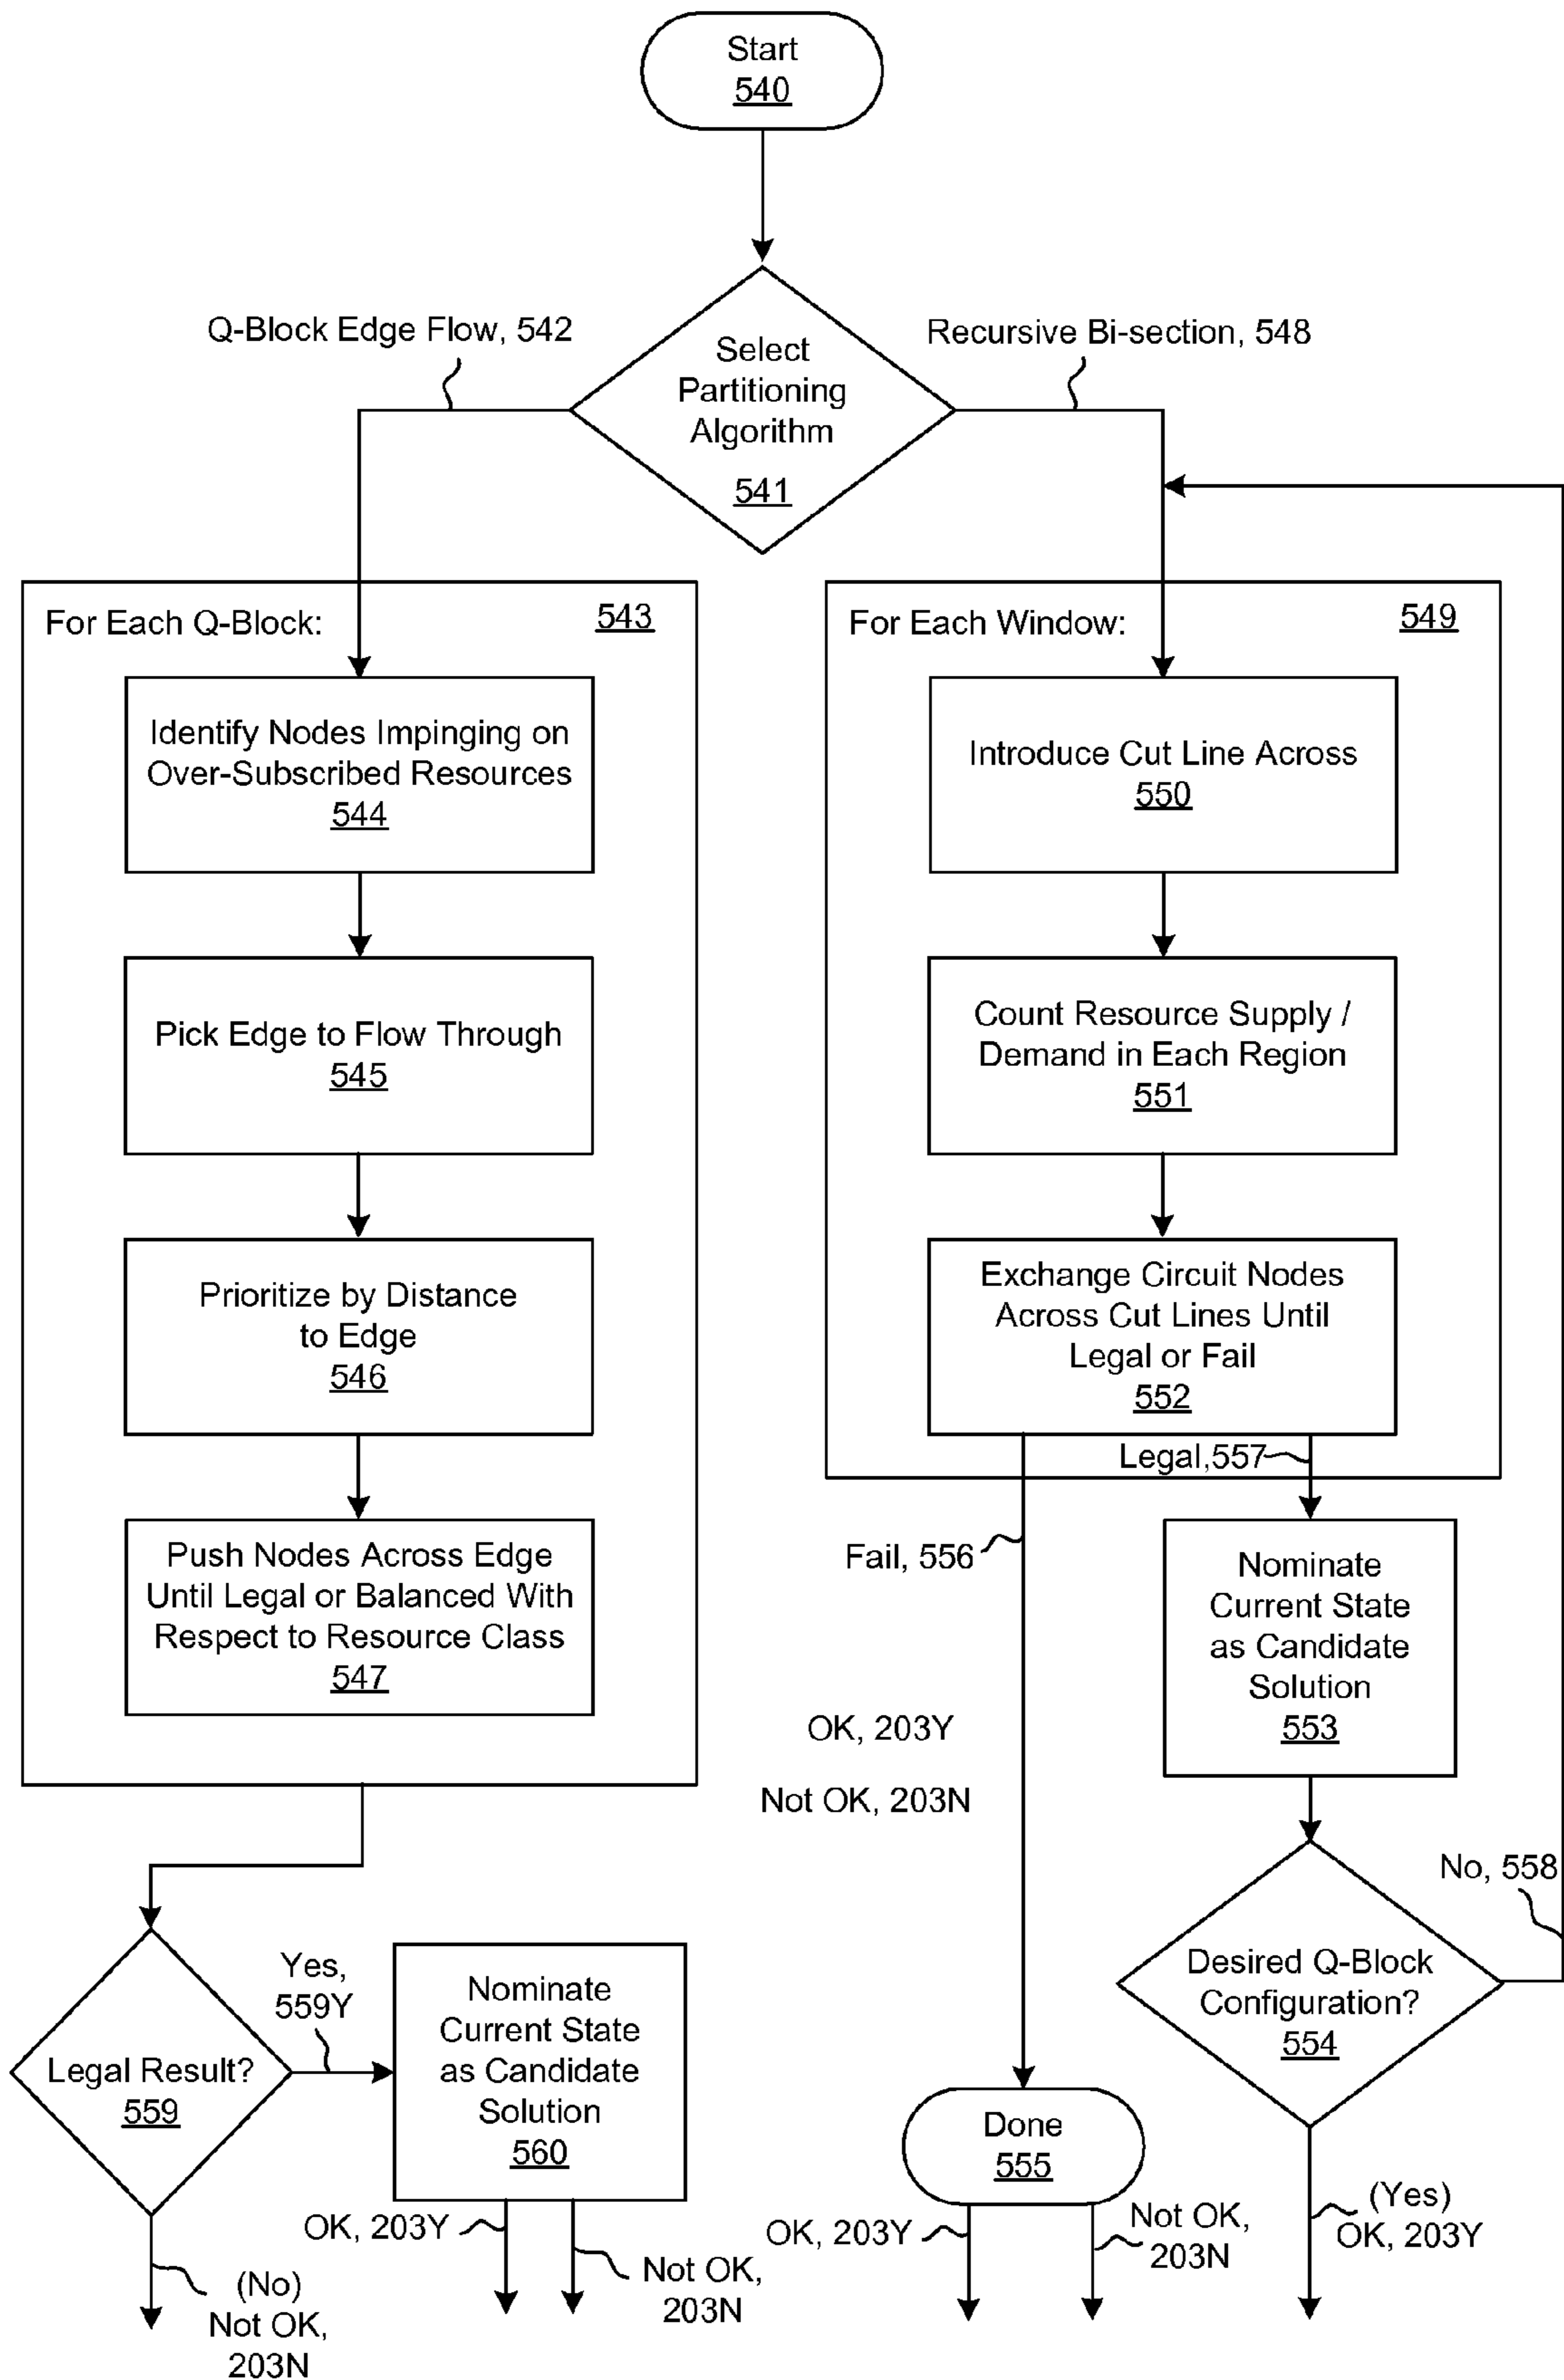 Start
540
Q-Block Edge Flow, 542
Recursive Bi-section, 548
Select
Partitioning
Algorithm
541
For Each Q-Block:
543
Identify Nodes Impinging on
Over-Subscribed Resources
544
Pick Edge to Flow Through
545
Prioritize by Distance
to Edge
546
Push Nodes Across Edge
Until Legal or Balanced With
Respect to Resource Class
547
For Each Window:
549
Introduce Cut Line Across
550
Count Resource Supply /
Demand in Each Region
551
Exchange Circuit Nodes
Across Cut Lines Until
Legal or Fail
552
Legal,557
Fail, 556
Nominate
Current State
as Candidate
Solution
553
OK, 203Y
Not OK, 203N
No, 558
Desired Q-Block
Configuration?
554
Legal Result?
559
Yes,
559Y
Nominate
Current State
as Candidate
Solution
560
Done
555
(No)
Not OK,
203N
OK, 203Y
Not OK,
203N
OK, 203Y
Not OK,
203N
(Yes)
OK, 203Y